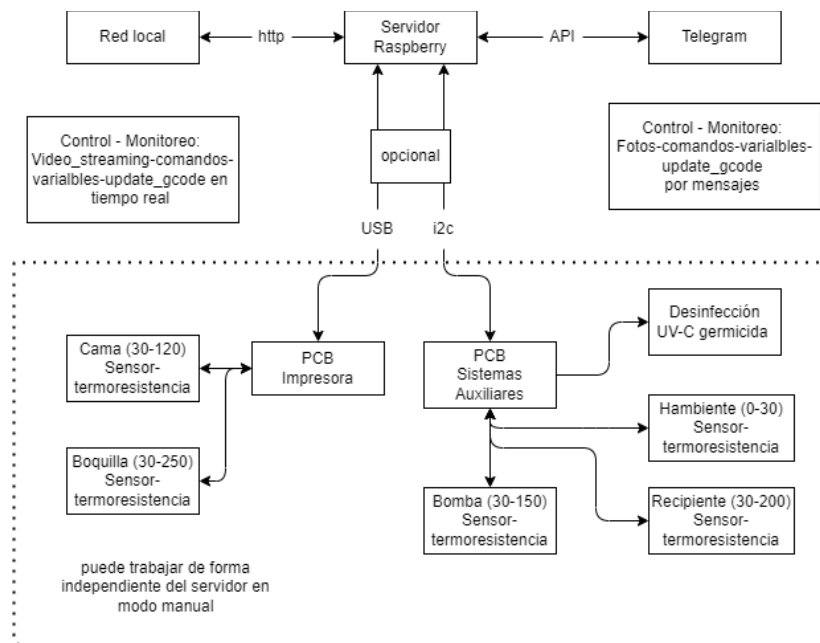 Red local
http
Servidor
Raspberry
API
Telegram
Control - Monitoreo:
Video_streaming-comandos-
varialbles-update_gcode en
tiempo real
opcional
Control - Monitoreo:
Fotos-comandos-varialbles-
update_gcode
por mensajes
USB
i2c
Cama (30-120)
Sensor-
termoresistencia
PCB
Impresora
PCB
Sistemas
Auxiliares
Desinfección
UV-C germicida
Hambiente (0-30)
Sensor-
termoresistencia
Boquilla (30-250)
Sensor-
termoresistencia
Bomba (30-150)
Sensor-
termoresistencia
Recipiente (30-200)
Sensor-
termoresistencia
puede trabajar de forma
independiente del servidor en
modo manual